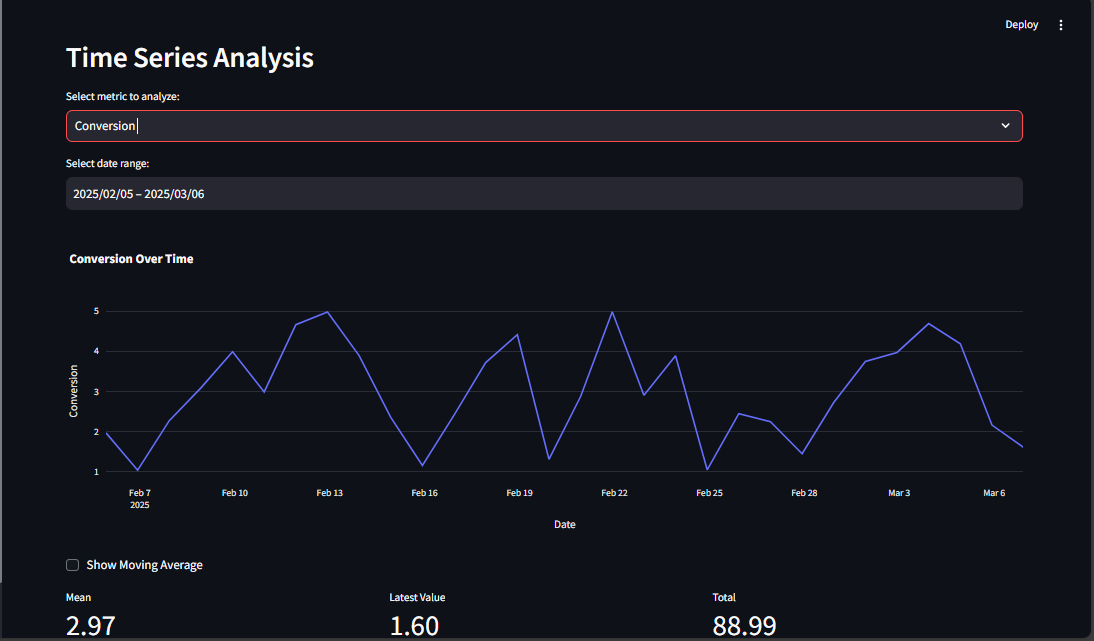 Deploy
Time Series Analysis
Select metric to analyze:
Conversion
Select date range:
2025/02/05 – 2025/03/06
Conversion Over Time
5
4
3
2
1
Conversion
Feb 7 Feb 10 Feb 13 Feb 16 Feb 19 Feb 22 Feb 25 Feb 28 Mar 3 Mar 6
2025
Date
Show Moving Average
Mean Latest Value Total
2.97 1.60 88.99